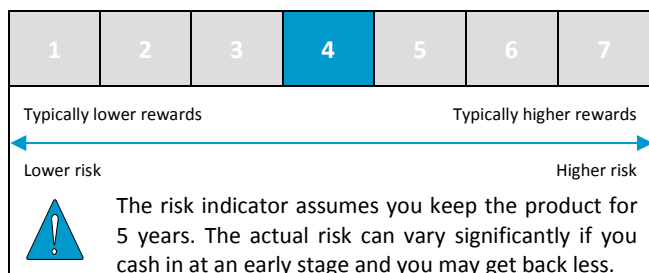 1 2 3 4 5 6 7
Typically lower rewards Typically higher rewards
Lower risk Higher risk
The risk indicator assumes you keep the product for
5 years. The actual risk can vary significantly if you
cash in at an early stage and you may get back less.